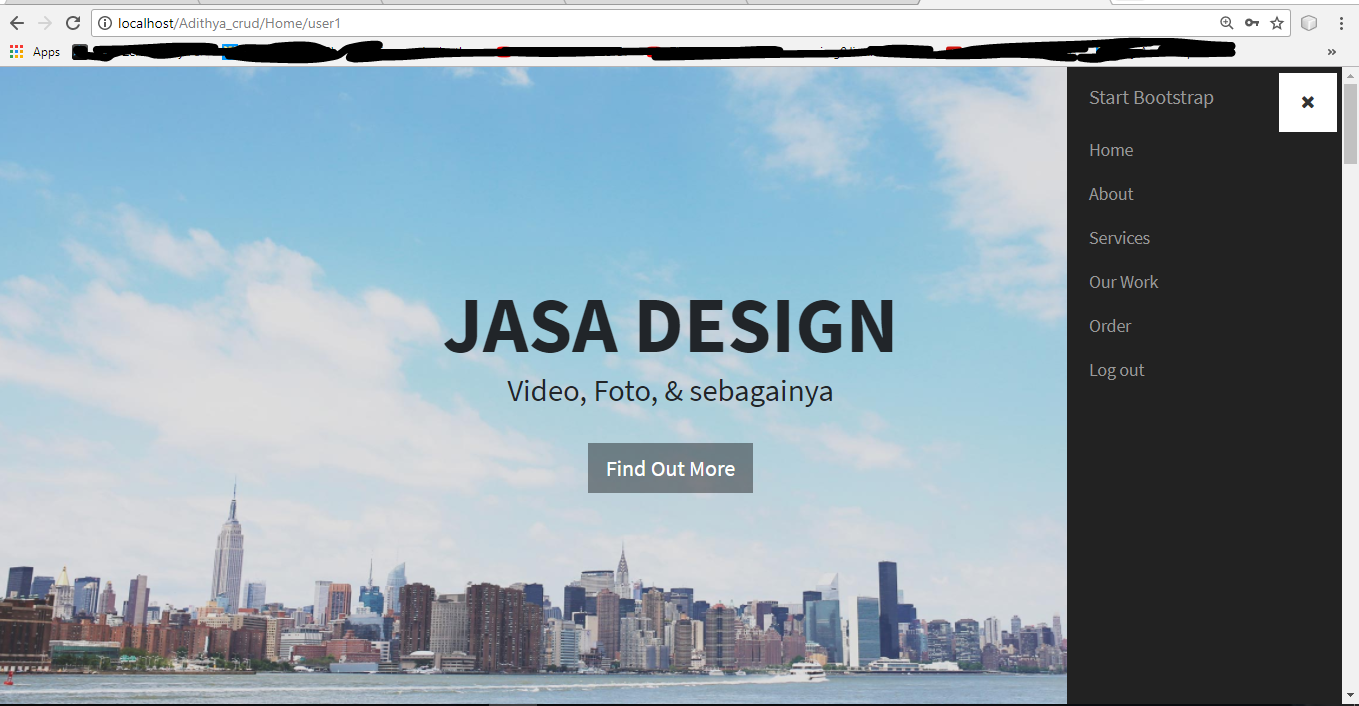 localhost/Adithya_crud/Home/user1
Apps
Start Bootstrap
Home
About
Services
Our Work
Order
Log out
JASA DESIGN
Video, Foto, & sebagainya
Find Out More